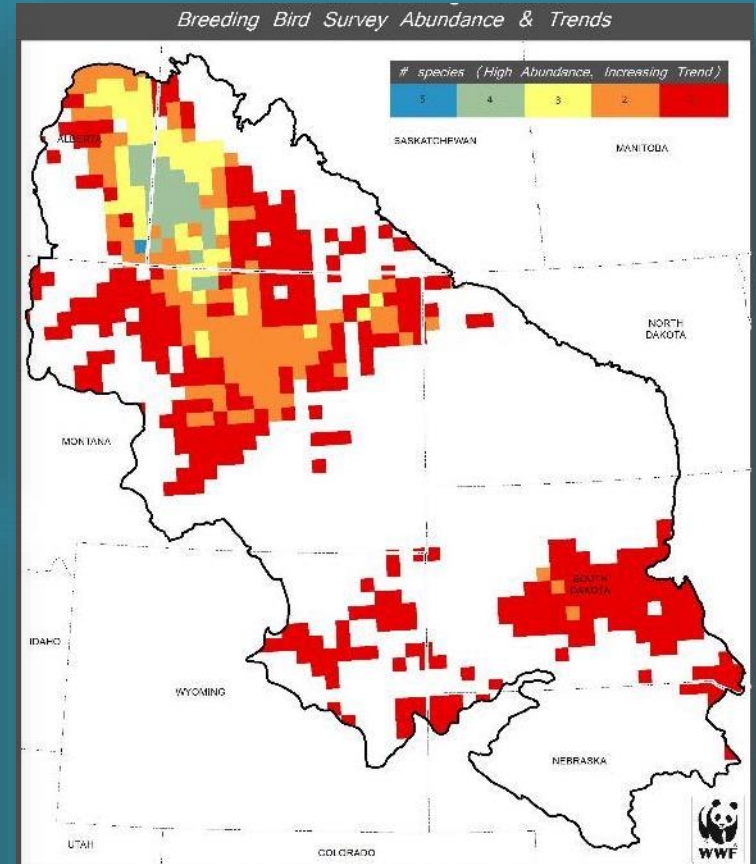 Breeding Bird Survey Abundance & Trends
# species (High Abundance, Increasing Trend)
5 4 3 2
SASKATCHEWAN
MANITOBA
ALBERTA
NORTH
DAKOTA
MONTANA
SOUTH
DAKOTA
IDAHO
WYOMING
NEBRASKA
UTAH
COLORADO
WWF